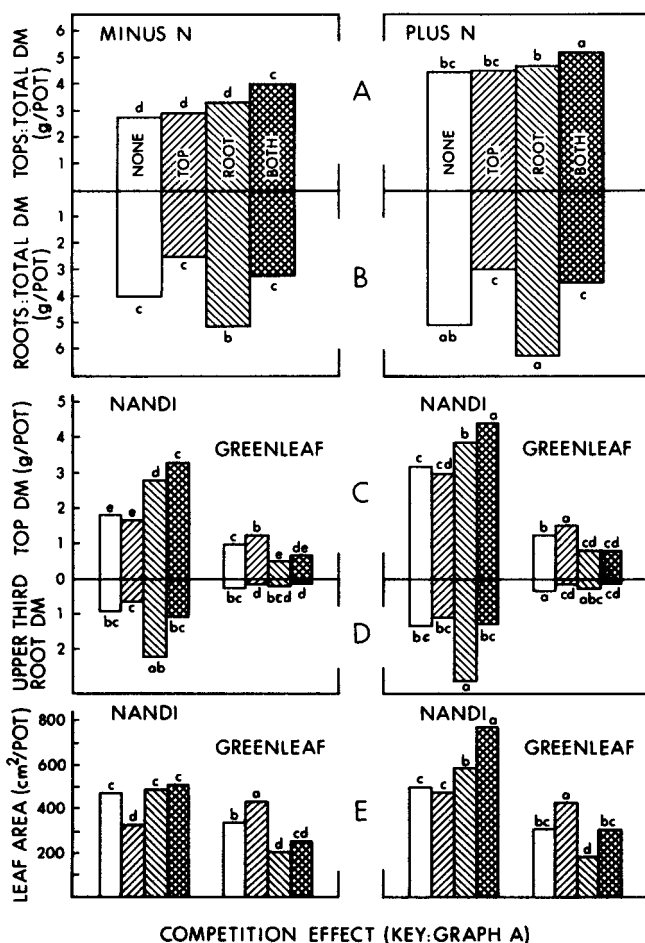 MINUS N
PLUS N
TOPS:TOTAL DM
(g/POT)
6
5
4
3
2
1
d d d c
NONE
TOP
ROOT
BOTH
A
bc bc b a
NONE
TOP
ROOT
BOTH
ROOTS:TOTAL DM
(g/POT)
1
2
3
4
5
6
c c b c
B
ab c a c
NANDI
GREENLEAF
NANDI
GREENLEAF
TOP DM (g/POT)
5
4
3
2
1
0
e e d c
c b e de
C
c cd b a
b a cd cd
UPPER THIRD
ROOT DM
1
2
bc c ab bc
bc d bcd d
D
bc bc a bc
a cd abc cd
NANDI
GREENLEAF
NANDI
GREENLEAF
LEAF AREA (cm²/POT)
800
600
400
200
c d c c
b a d cd
E
c c b a
bc a d bc
COMPETITION EFFECT (KEY:GRAPH A)